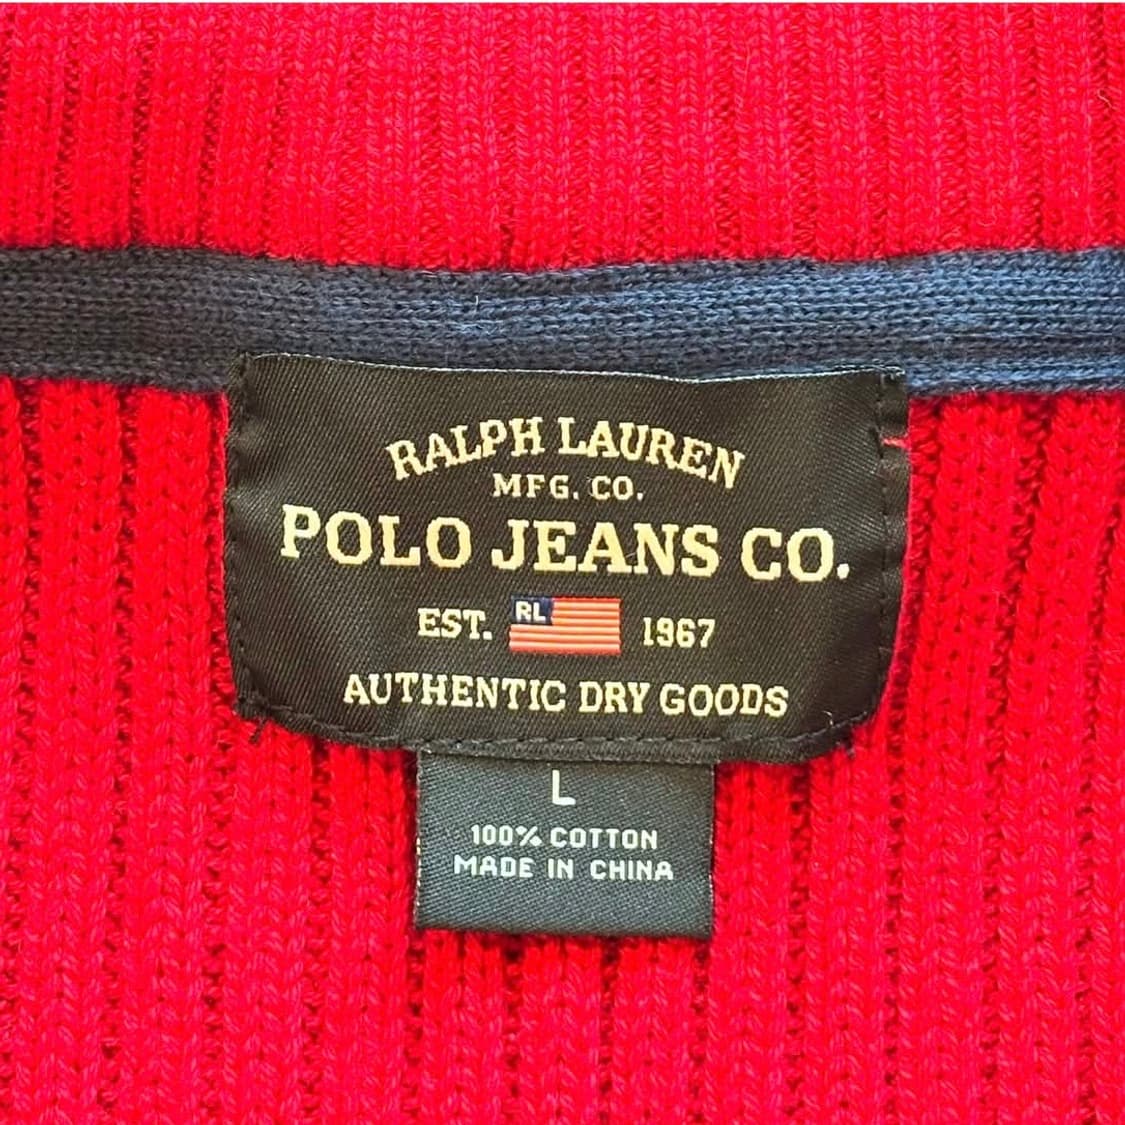 RALPH LAUREN
MFG. CO.
POLO JEANS CO.
EST. RL 1967
AUTHENTIC DRY GOODS
L
100% COTTON
MADE IN CHINA